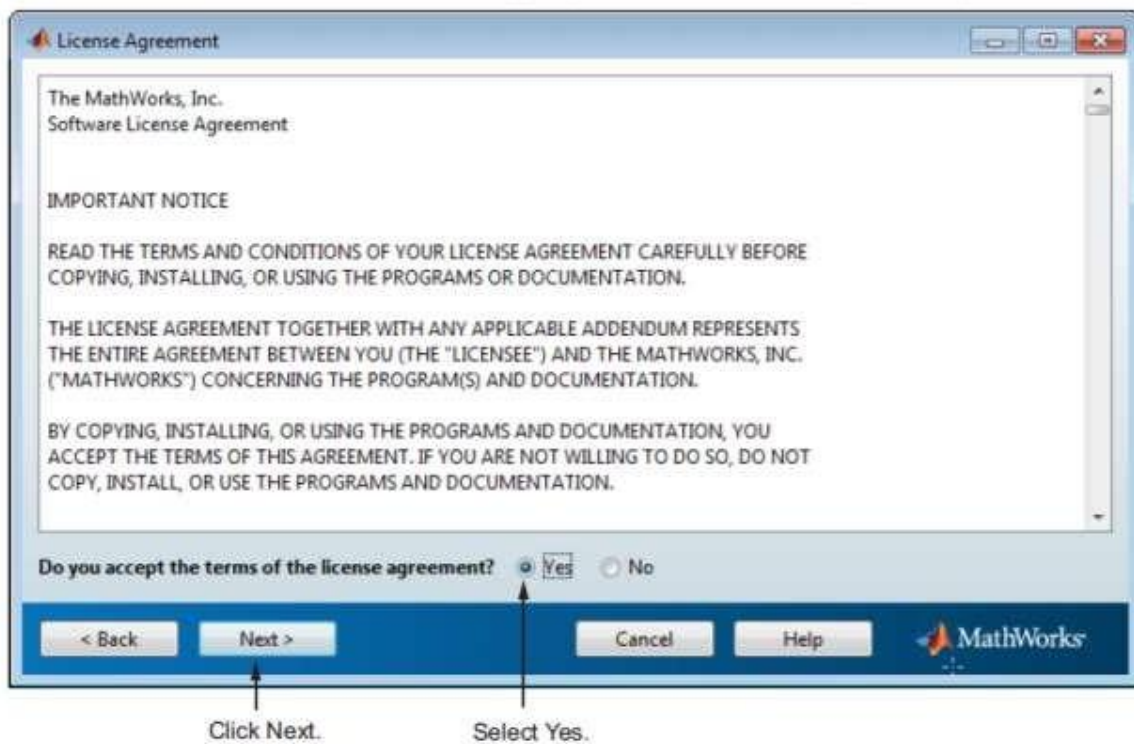 License Agreement
The MathWorks, Inc.
Software License Agreement
IMPORTANT NOTICE
READ THE TERMS AND CONDITIONS OF YOUR LICENSE AGREEMENT CAREFULLY BEFORE
COPYING, INSTALLING, OR USING THE PROGRAMS OR DOCUMENTATION.
THE LICENSE AGREEMENT TOGETHER WITH ANY APPLICABLE ADDENDUM REPRESENTS
THE ENTIRE AGREEMENT BETWEEN YOU (THE "LICENSEE") AND THE MATHWORKS, INC.
("MATHWORKS") CONCERNING THE PROGRAM(S) AND DOCUMENTATION.
BY COPYING, INSTALLING, OR USING THE PROGRAMS AND DOCUMENTATION, YOU
ACCEPT THE TERMS OF THIS AGREEMENT. IF YOU ARE NOT WILLING TO DO SO, DO NOT
COPY, INSTALL, OR USE THE PROGRAMS AND DOCUMENTATION.
Do you accept the terms of the license agreement? Yes No
< Back Next > Cancel Help MathWorks
Click Next. Select Yes.